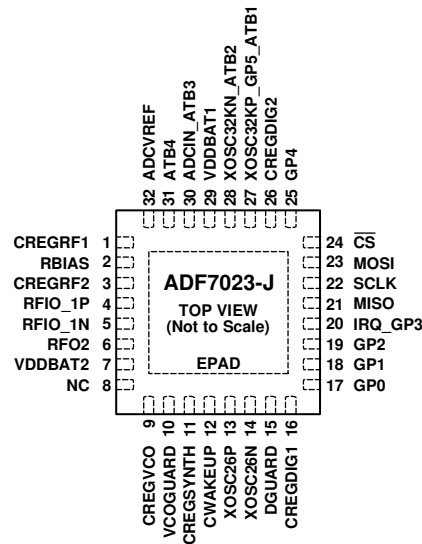 32 ADCVREF
31 ATB4
30 ADCIN_ATB3
29 VDDBAT1
28 XOSC32KN_ATB2
27 XOSC32KP_GP5_ATB1
26 CREGDIG2
25 GP4
CREGRF1 1
RBIAS 2
CREGRF2 3
RFIO_1P 4
RFIO_1N 5
RFO2 6
VDDBAT2 7
NC 8
ADF7023-J
TOP VIEW
(Not to Scale)
EPAD
24 CS
23 MOSI
22 SCLK
21 MISO
20 IRQ_GP3
19 GP2
18 GP1
17 GP0
CREGVCO 9
VCOGUARD 10
CREGSYNTH 11
CWAKEUP 12
XOSC26P 13
XOSC26N 14
DGUARD 15
CREGDIG1 16